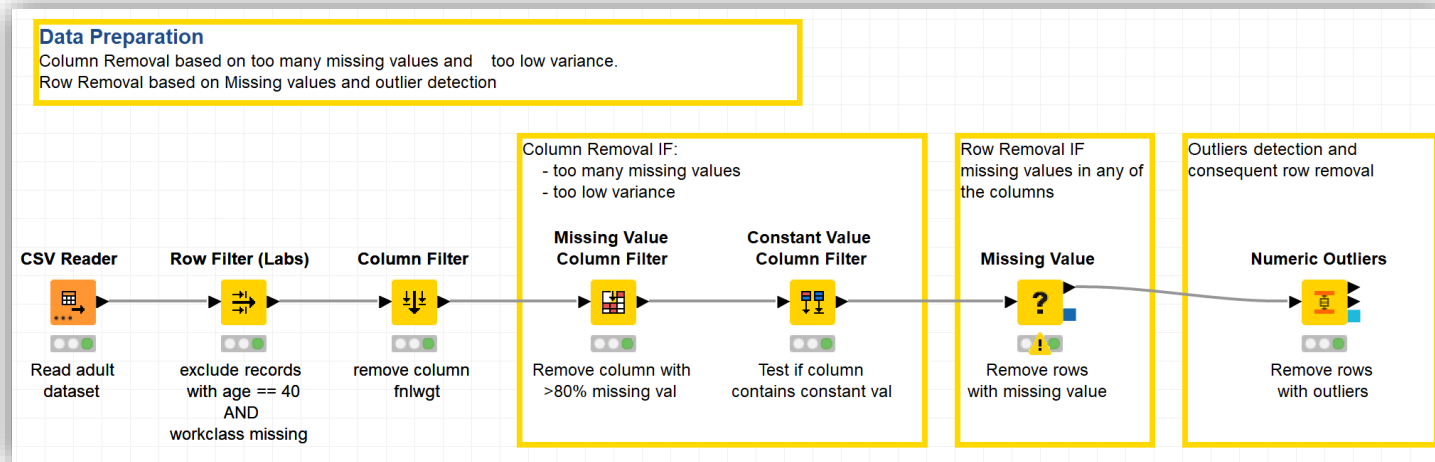 Data Preparation
Column Removal based on too many missing values and too low variance.
Row Removal based on Missing values and outlier detection
Column Removal IF:
- too many missing values
- too low variance
Row Removal IF
missing values in any of
the columns
Outliers detection and
consequent row removal
CSV Reader
Read adult
dataset
Row Filter (Labs)
exclude records
with age == 40
AND
workclass missing
Column Filter
remove column
fnlwgt
Missing Value
Column Filter
Remove column with
>80% missing val
Constant Value
Column Filter
Test if column
contains constant val
Missing Value
?
Remove rows
with missing value
Numeric Outliers
Remove rows
with outliers